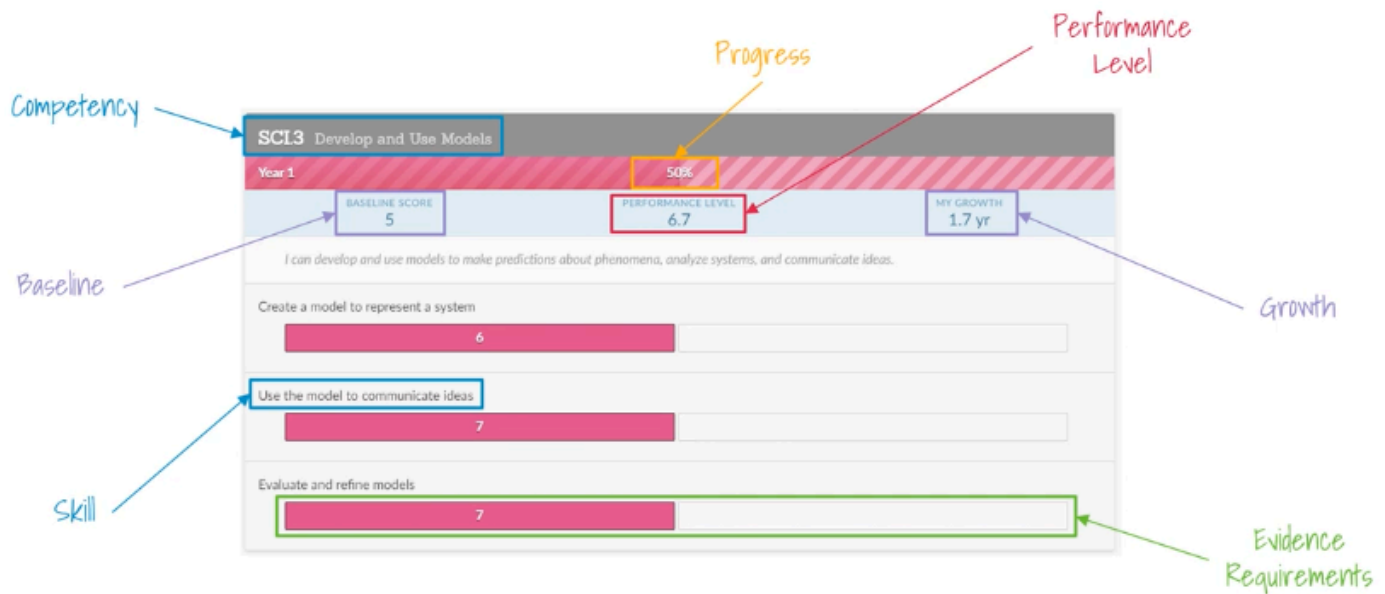 Performance
Level
Progress
Competency
SCI.3 Develop and Use Models
Year 1
50%
BASELINE SCORE
5
PERFORMANCE LEVEL
6.7
MY GROWTH
1.7 yr
I can develop and use models to make predictions about phenomena, analyze systems, and communicate ideas.
Baseline
Growth
Create a model to represent a system
6
Use the model to communicate ideas
7
Evaluate and refine models
7
Skill
Evidence
Requirements